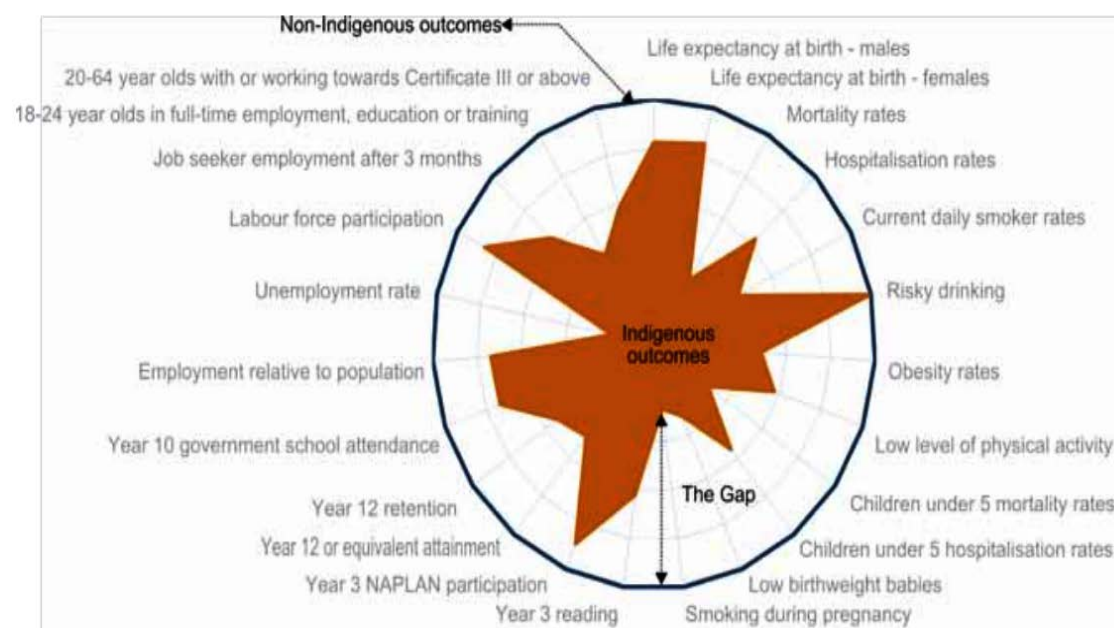 Non-Indigenous outcomes
Life expectancy at birth - males
20-64 year olds with or working towards Certificate III or above
Life expectancy at birth - females
18-24 year olds in full-time employment, education or training
Mortality rates
Job seeker employment after 3 months
Hospitalisation rates
Labour force participation
Current daily smoker rates
Unemployment rate
Risky drinking
Indigenous
outcomes
Employment relative to population
Obesity rates
Year 10 government school attendance
Low level of physical activity
The Gap
Year 12 retention
Children under 5 mortality rates
Year 12 or equivalent attainment
Children under 5 hospitalisation rates
Year 3 NAPLAN participation
Low birthweight babies
Year 3 reading
Smoking during pregnancy